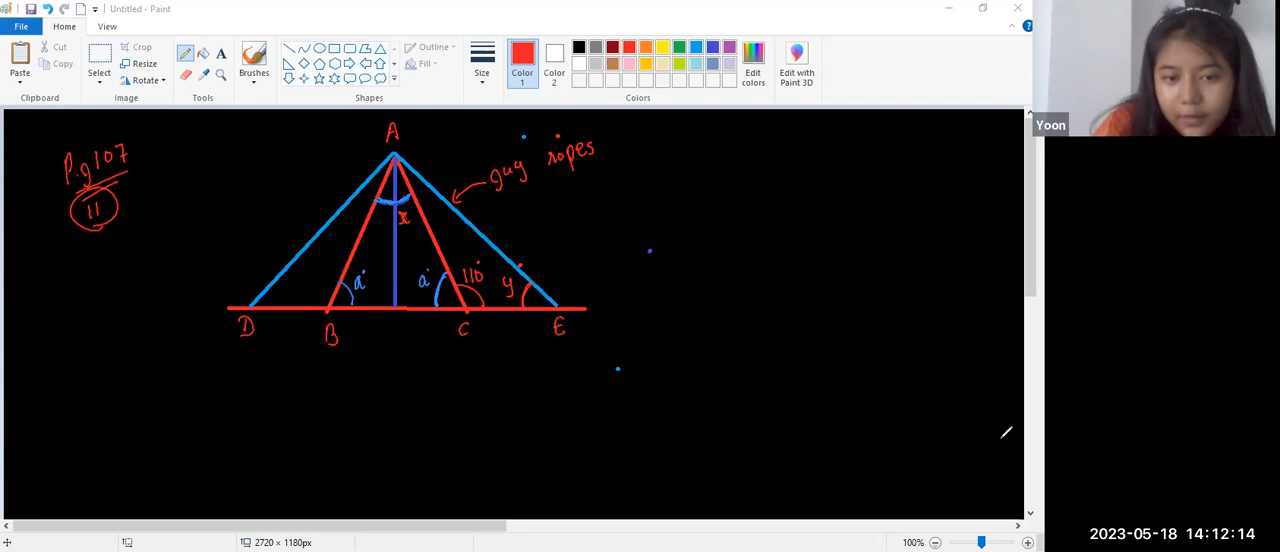 Untitled - Paint
File Home View
Paste
Cut
Copy
Clipboard
Select
Crop
Resize
Rotate
Image
Tools
Brushes
Shapes
Outline
Fill
Size
Color 1
Color 2
Colors
Edit colors
Edit with Paint 3D
Yoon
P.g 107
11
A
guy ropes
x
a°
a°
110°
y°
D
B
C
E
2720 × 1180px
100%
2023-05-18 14:12:14